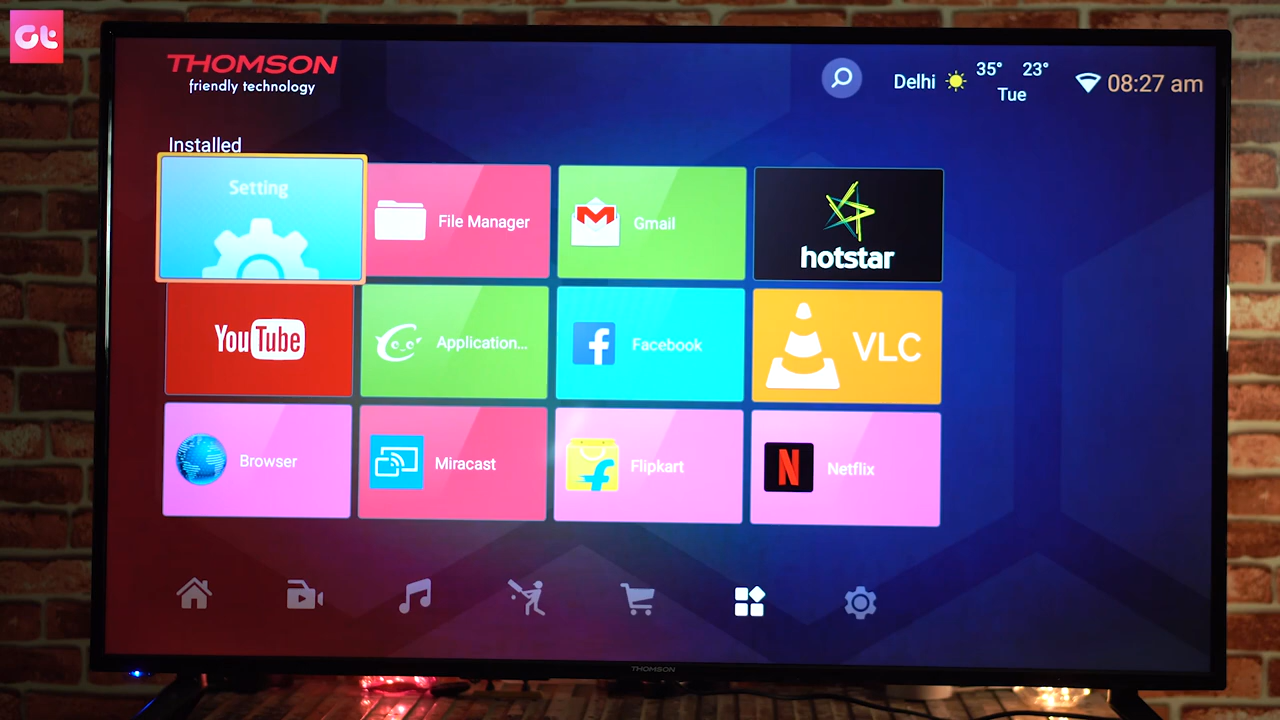 Gt
THOMSON
friendly technology
Delhi 35° 23°
Tue
08:27 am
Installed
Setting
File Manager
Gmail
hotstar
YouTube
Application...
Facebook
VLC
Browser
Miracast
Flipkart
N Netflix
THOMSON